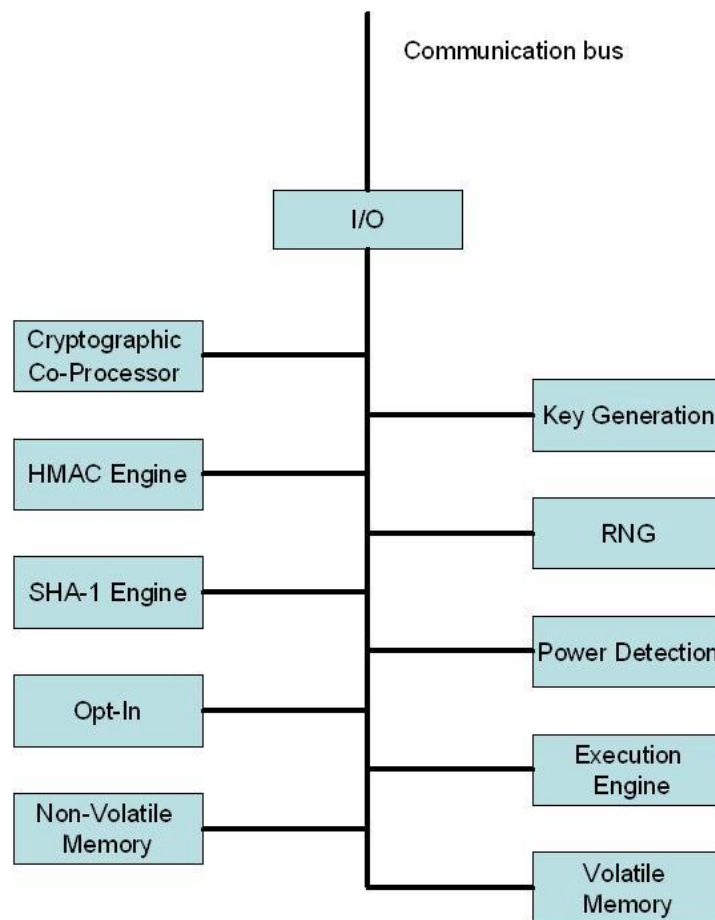 Communication bus
I/O
Cryptographic
Co-Processor
Key Generation
HMAC Engine
RNG
SHA-1 Engine
Power Detection
Opt-In
Execution
Engine
Non-Volatile
Memory
Volatile
Memory